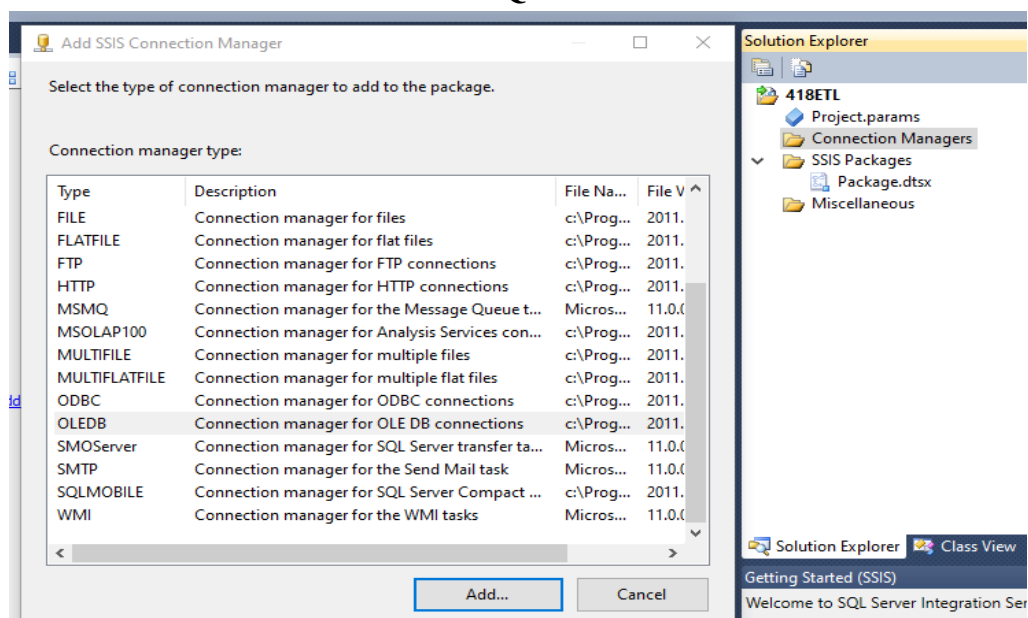 Add SSIS Connection Manager
Select the type of connection manager to add to the package.
Connection manager type:
Type Description File Na... File V
FILE Connection manager for files c:\Prog... 2011.
FLATFILE Connection manager for flat files c:\Prog... 2011.
FTP Connection manager for FTP connections c:\Prog... 2011.
HTTP Connection manager for HTTP connections c:\Prog... 2011.
MSMQ Connection manager for the Message Queue t... Micros... 11.0.0
MSOLAP100 Connection manager for Analysis Services con... c:\Prog... 2011.
MULTIFILE Connection manager for multiple files c:\Prog... 2011.
MULTIFLATFILE Connection manager for multiple flat files c:\Prog... 2011.
ODBC Connection manager for ODBC connections c:\Prog... 2011.
OLEDB Connection manager for OLE DB connections c:\Prog... 2011.
SMOServer Connection manager for SQL Server transfer ta... Micros... 11.0.0
SMTP Connection manager for the Send Mail task Micros... 11.0.0
SQLMOBILE Connection manager for SQL Server Compact ... c:\Prog... 2011.
WMI Connection manager for the WMI tasks Micros... 11.0.0
Add...
Cancel
Solution Explorer
418ETL
Project.params
Connection Managers
SSIS Packages
Package.dtsx
Miscellaneous
Solution Explorer Class View
Getting Started (SSIS)
Welcome to SQL Server Integration Ser